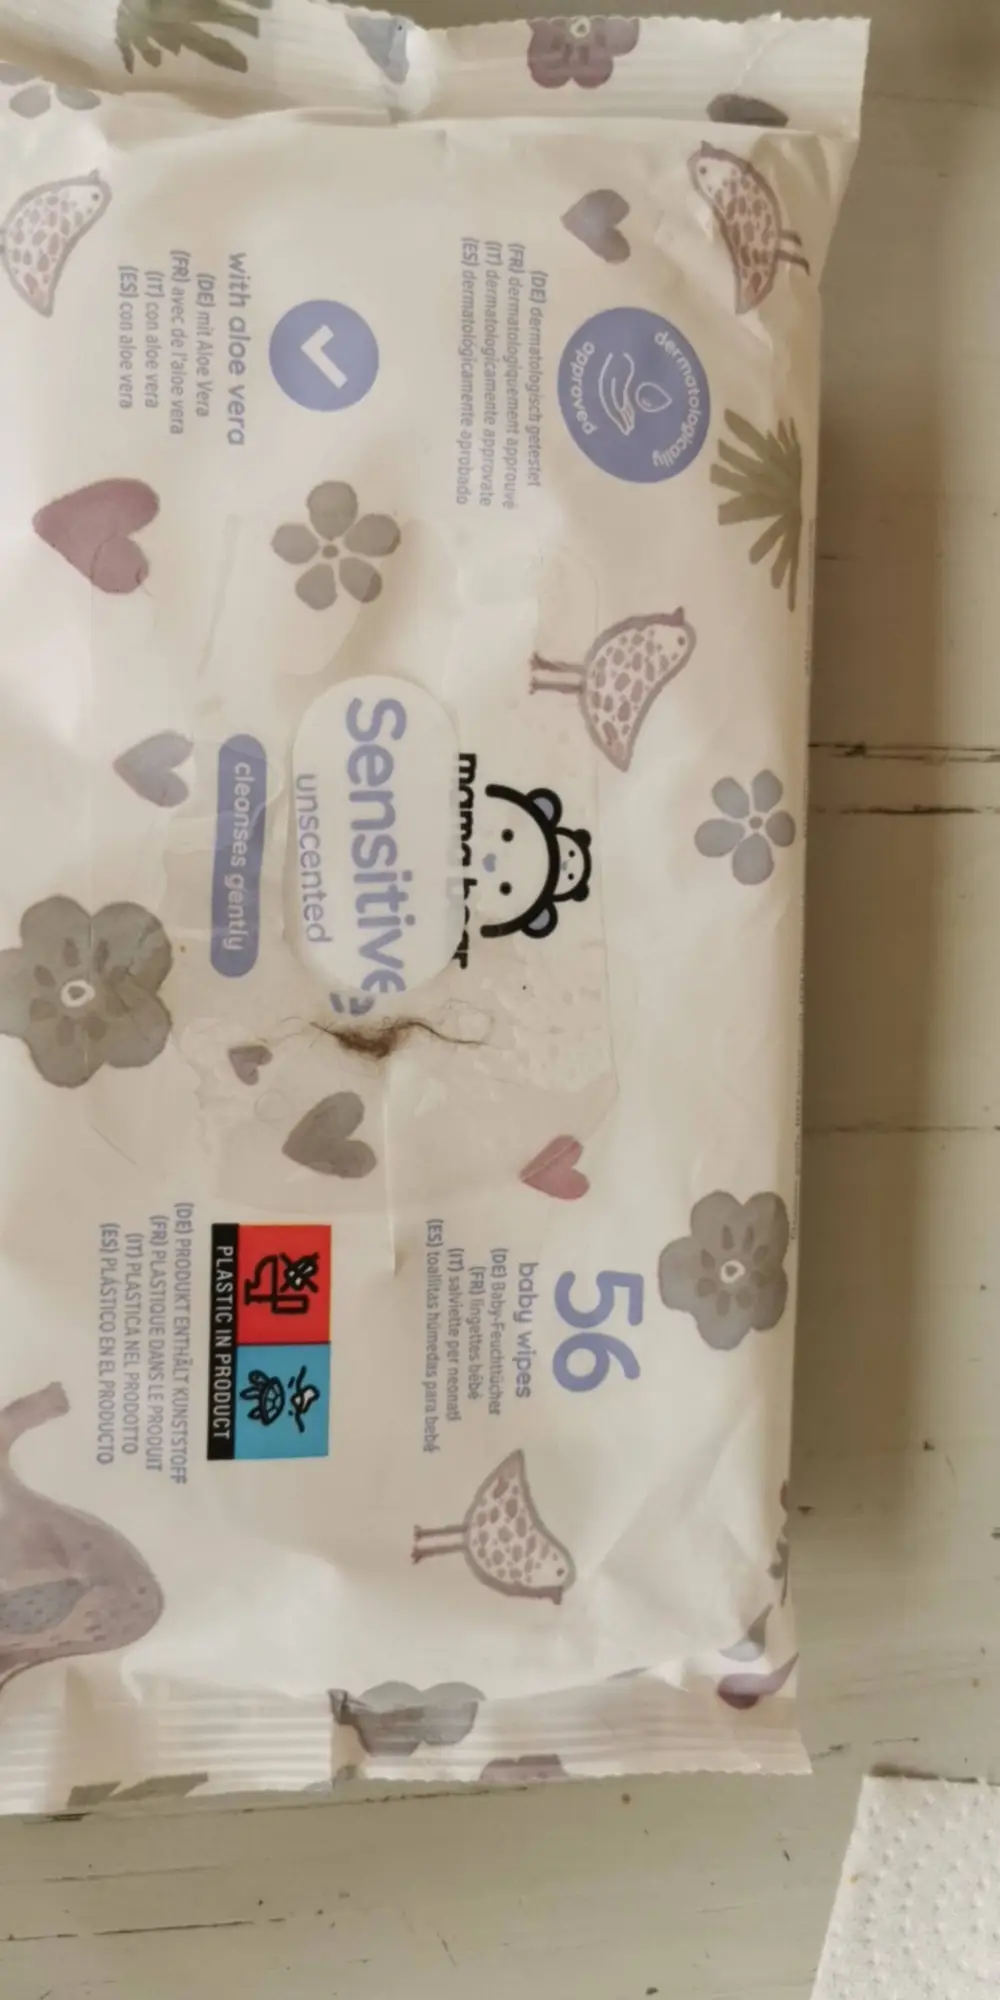 dermatologically
approved
(DE) dermatologisch getestet
(FR) dermatologiquement approuvé
(IT) dermatologicamente approvate
(ES) dermatológicamente aprobado
with aloe vera
(DE) mit Aloe Vera
(FR) avec de l'aloe vera
(IT) con aloe vera
(ES) con aloe vera
mama bear
Sensitive
unscented
cleanses gently
56
baby wipes
(DE) Baby-Feuchttücher
(FR) lingettes bébé
(IT) salviette per neonati
(ES) toallitas húmedas para bebé
PLASTIC IN PRODUCT
(DE) PRODUKT ENTHÄLT KUNSTSTOFF
(FR) PLASTIQUE DANS LE PRODUIT
(IT) PLASTICA NEL PRODOTTO
(ES) PLÁSTICO EN EL PRODUCTO